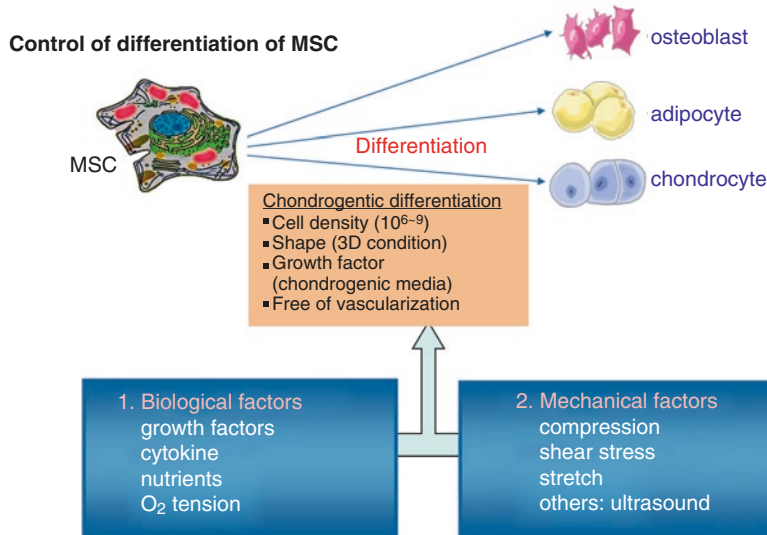 Control of differentiation of MSC
osteoblast
adipocyte
MSC
Differentiation
chondrocyte
Chondrogentic differentiation
▪Cell density (10⁶~⁹)
▪Shape (3D condition)
▪Growth factor
(chondrogenic media)
▪Free of vascularization
1. Biological factors
growth factors
cytokine
nutrients
O₂ tension
2. Mechanical factors
compression
shear stress
stretch
others: ultrasound